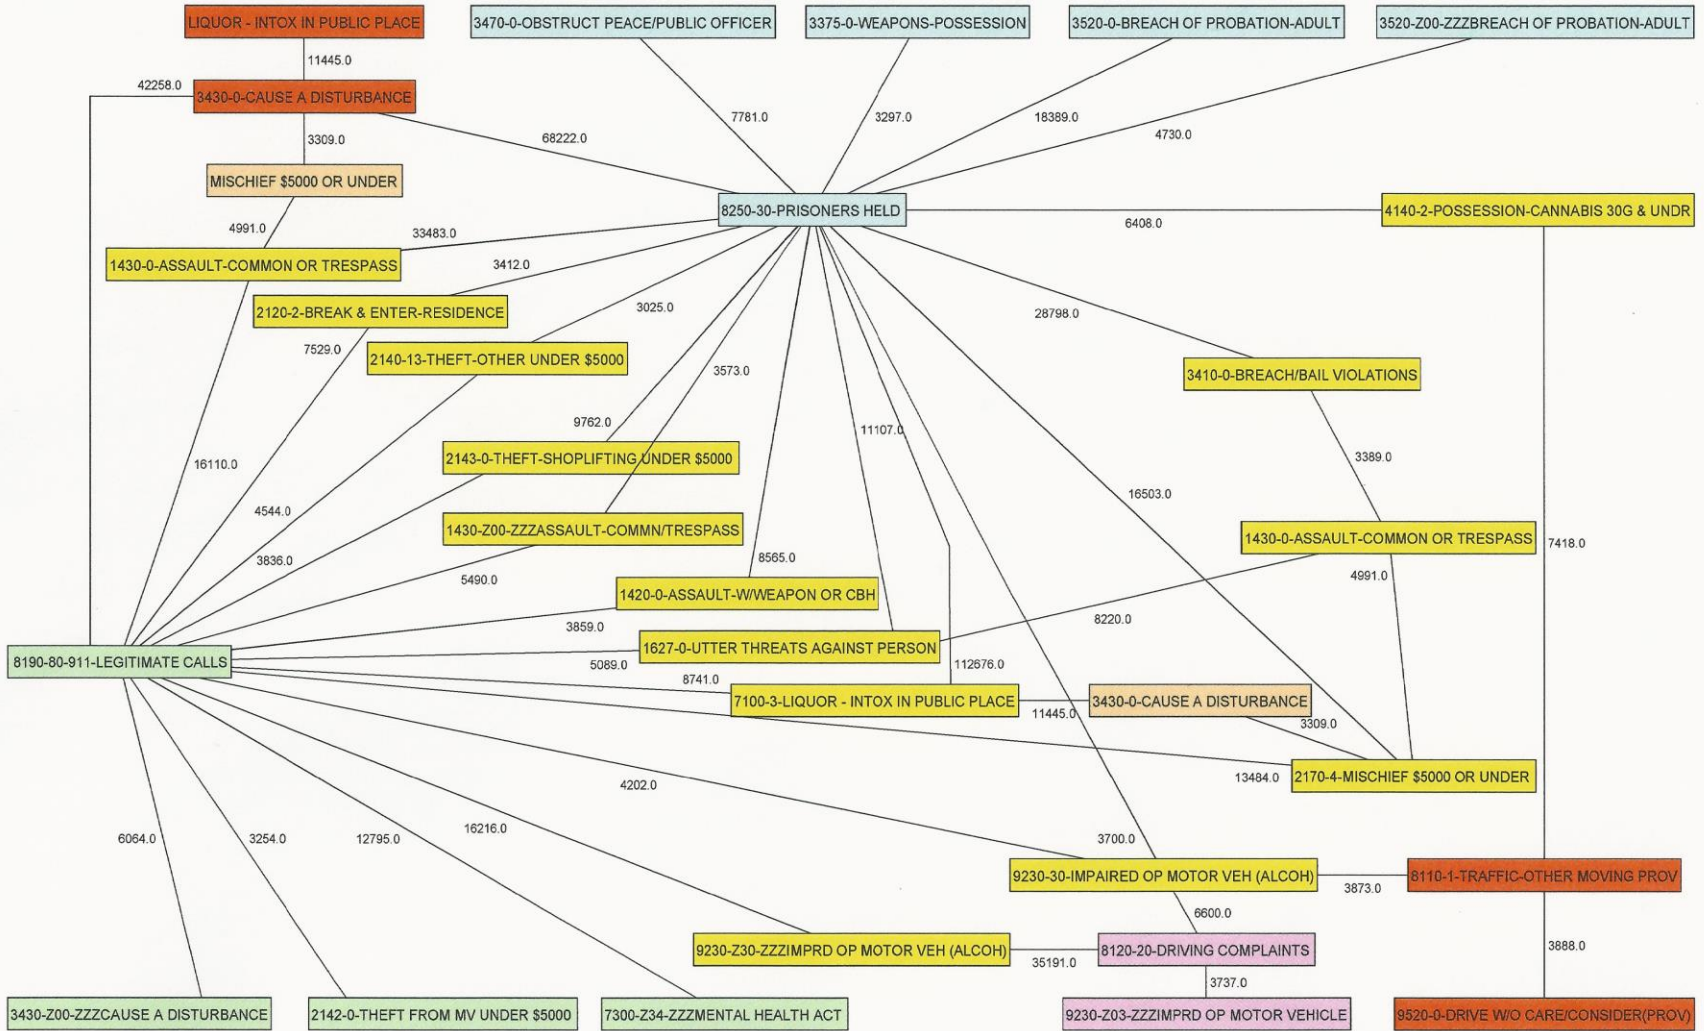 LIQUOR - INTOX IN PUBLIC PLACE
3470-0-OBSTRUCT PEACE/PUBLIC OFFICER
3375-0-WEAPONS-POSSESSION
3520-0-BREACH OF PROBATION-ADULT
3520-Z00-ZZZBREACH OF PROBATION-ADULT
11445.0
42258.0
3430-0-CAUSE A DISTURBANCE
7781.0
3297.0
18389.0
4730.0
3309.0
68222.0
MISCHIEF $5000 OR UNDER
8250-30-PRISONERS HELD
4140-2-POSSESSION-CANNABIS 30G & UNDR
6408.0
4991.0
33483.0
1430-0-ASSAULT-COMMON OR TRESPASS
3412.0
2120-2-BREAK & ENTER-RESIDENCE
3025.0
28798.0
7529.0
2140-13-THEFT-OTHER UNDER $5000
3573.0
3410-0-BREACH/BAIL VIOLATIONS
9762.0
11107.0
16110.0
2143-0-THEFT-SHOPLIFTING UNDER $5000
3389.0
16503.0
4544.0
1430-Z00-ZZZASSAULT-COMMN/TRESPASS
1430-0-ASSAULT-COMMON OR TRESPASS
7418.0
3836.0
8565.0
5490.0
4991.0
1420-0-ASSAULT-W/WEAPON OR CBH
3859.0
8220.0
1627-0-UTTER THREATS AGAINST PERSON
8190-80-911-LEGITIMATE CALLS
5089.0
112676.0
8741.0
7100-3-LIQUOR - INTOX IN PUBLIC PLACE
11445.0
3430-0-CAUSE A DISTURBANCE
3309.0
13484.0
2170-4-MISCHIEF $5000 OR UNDER
4202.0
16216.0
6064.0
3254.0
12795.0
3700.0
9230-30-IMPAIRED OP MOTOR VEH (ALCOH)
3873.0
8110-1-TRAFFIC-OTHER MOVING PROV
6600.0
9230-Z30-ZZZIMPRD OP MOTOR VEH (ALCOH)
35191.0
8120-20-DRIVING COMPLAINTS
3888.0
3737.0
3430-Z00-ZZZCAUSE A DISTURBANCE
2142-0-THEFT FROM MV UNDER $5000
7300-Z34-ZZZMENTAL HEALTH ACT
9230-Z03-ZZZIMPRD OP MOTOR VEHICLE
9520-0-DRIVE W/O CARE/CONSIDER(PROV)